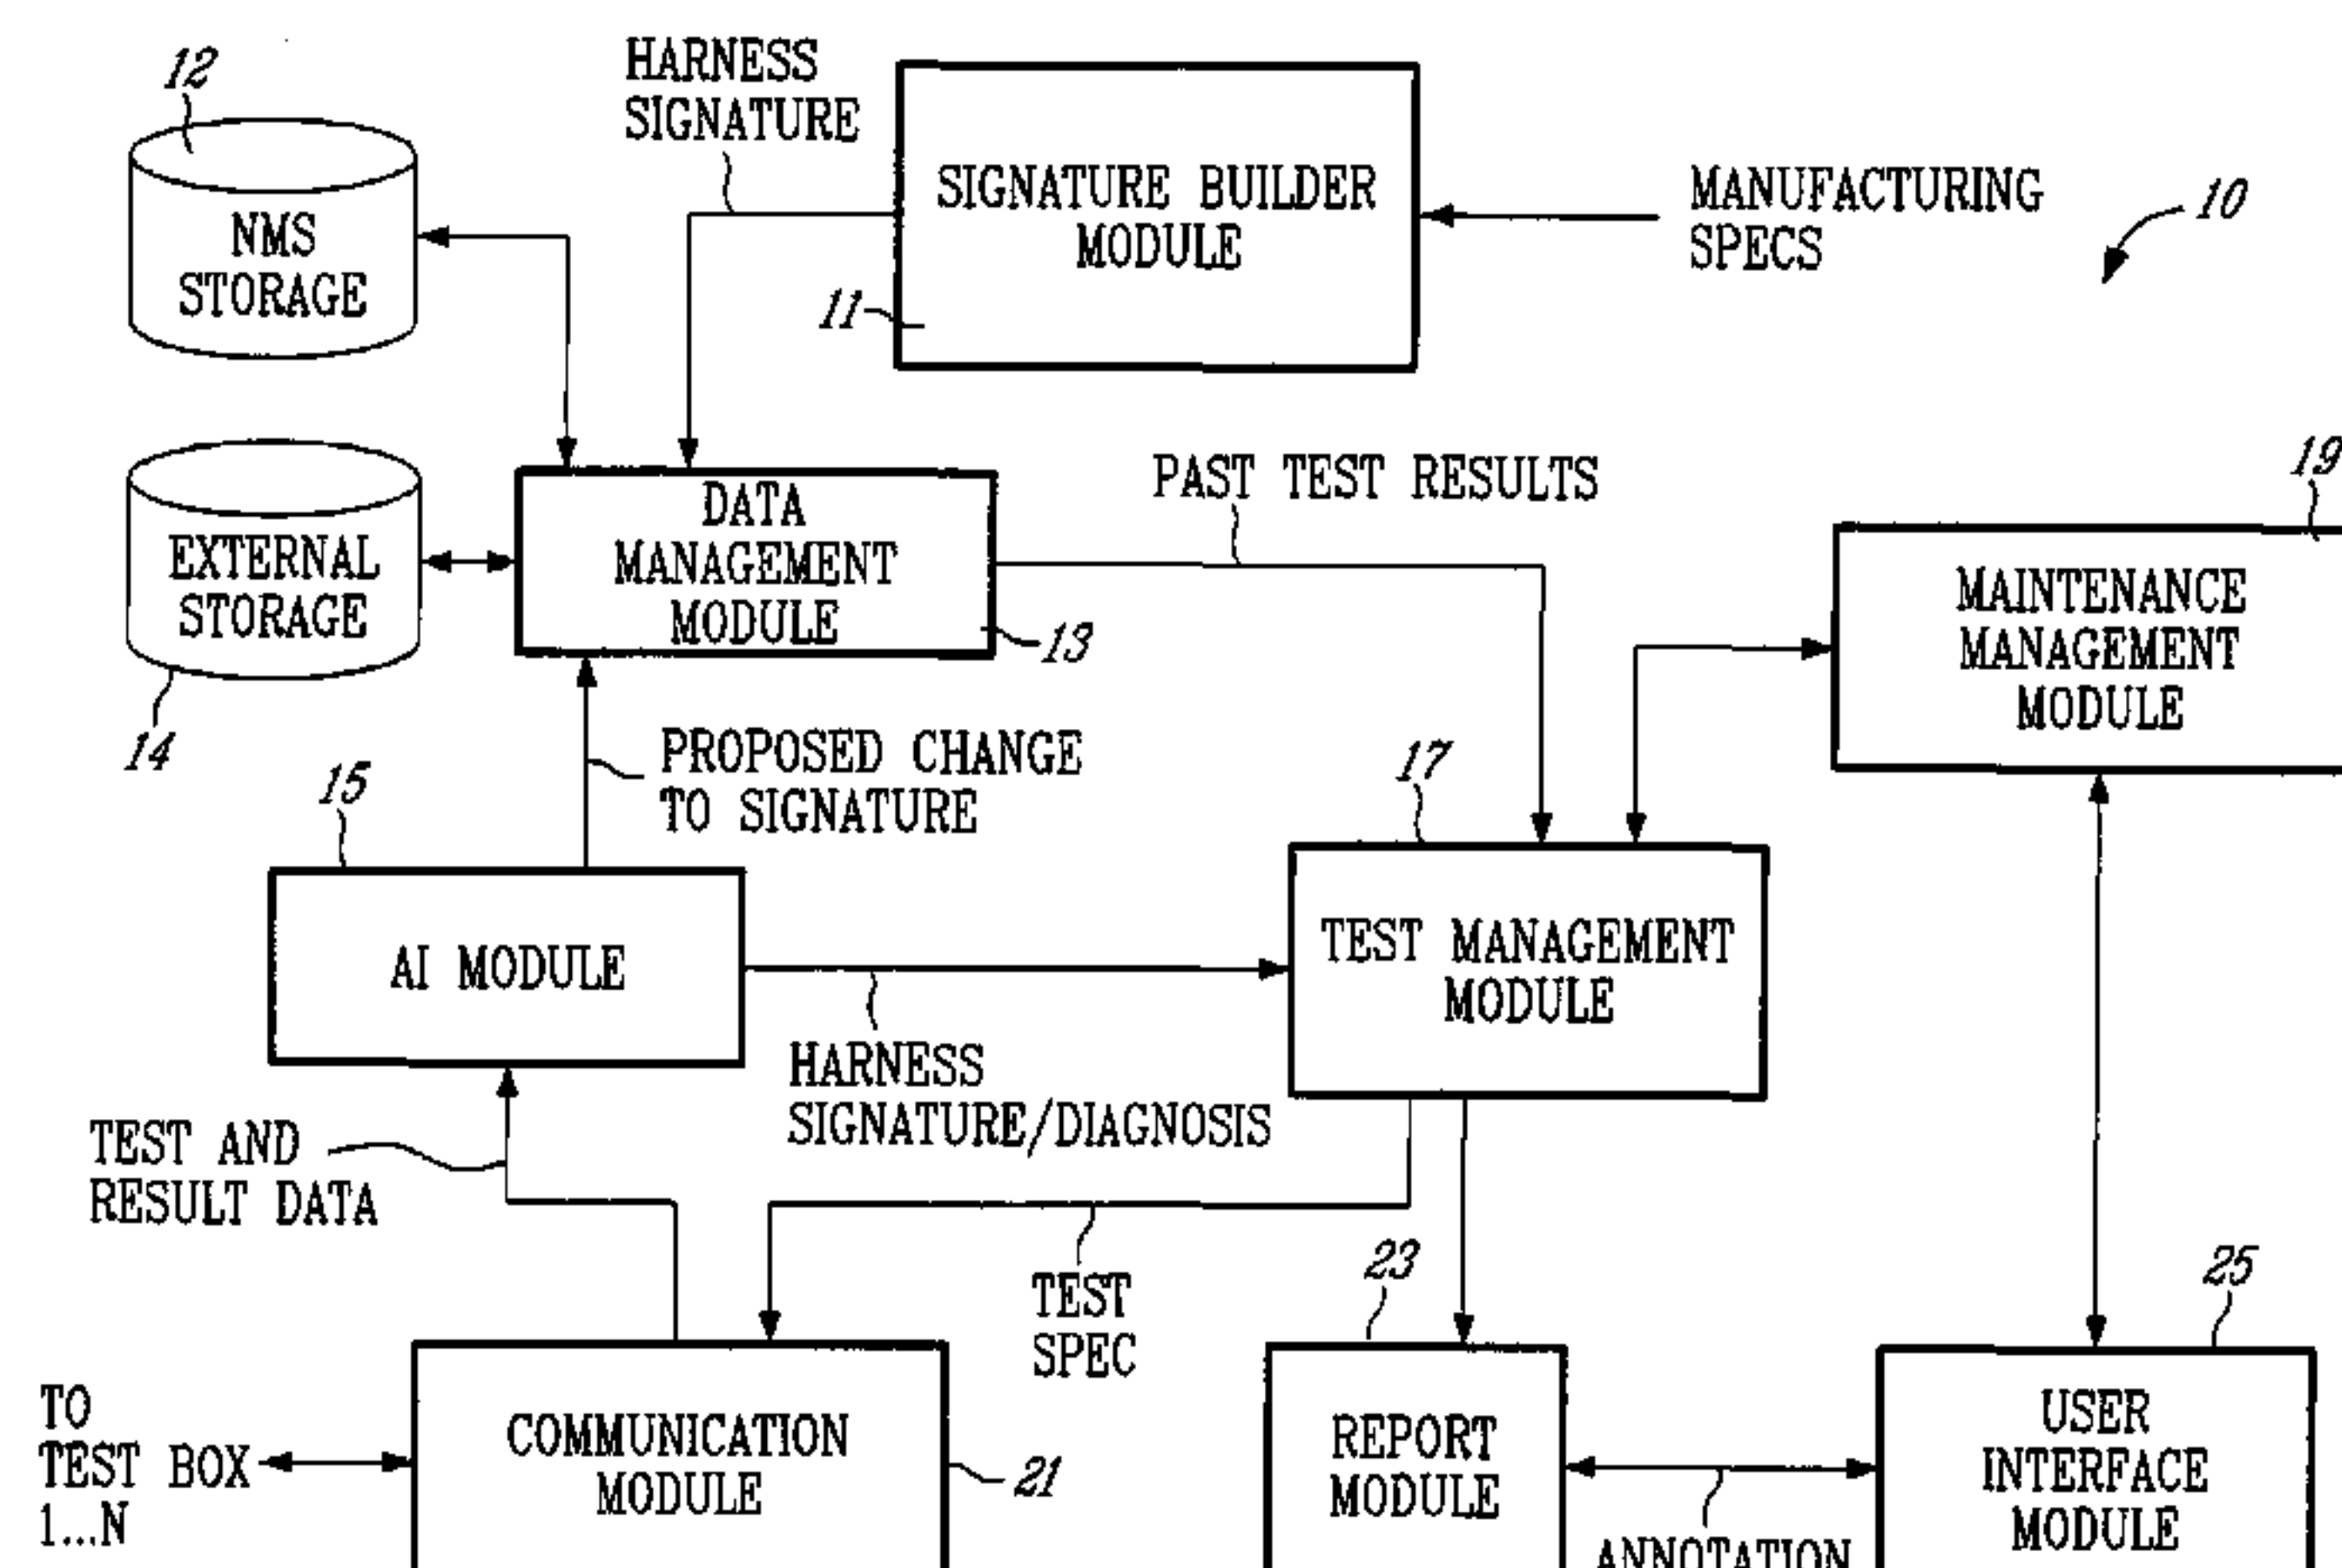 12
HARNESS
SIGNATURE
SIGNATURE BUILDER
MODULE
11
MANUFACTURING
SPECS
10
NMS
STORAGE
EXTERNAL
STORAGE
14
DATA
MANAGEMENT
MODULE
13
PAST TEST RESULTS
19
MAINTENANCE
MANAGEMENT
MODULE
PROPOSED CHANGE
TO SIGNATURE
15
AI MODULE
17
TEST MANAGEMENT
MODULE
HARNESS
SIGNATURE/DIAGNOSIS
TEST AND
RESULT DATA
TEST
SPEC
23
25
TO
TEST BOX
1...N
COMMUNICATION
MODULE
21
REPORT
MODULE
ANNOTATION
USER
INTERFACE
MODULE